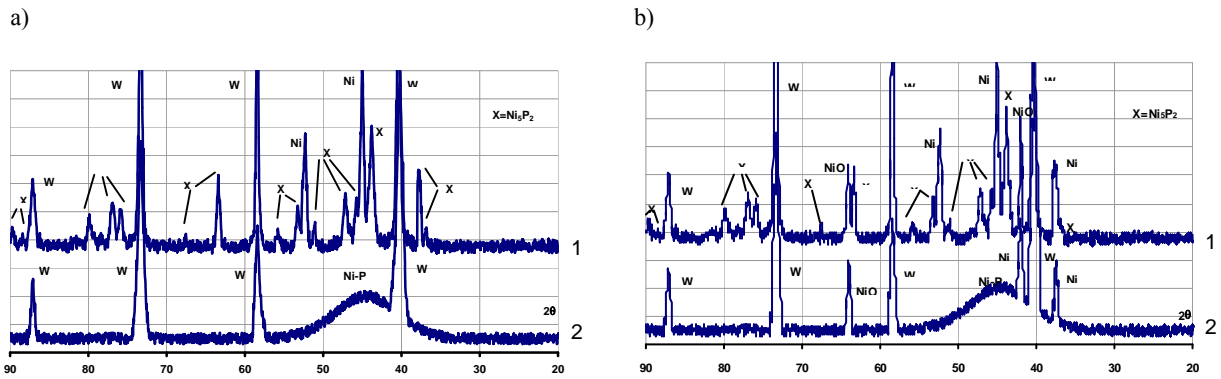 a)
W W Ni W
X
Ni
X X X X
X
W
1
W W W Ni-P W
2θ
2
90 80 70 60 50 40 30 20
b)
Ni W
W X
NiO X=Ni₅P₂
Ni
X NiO Ni
W
X X
1
Ni W
W W Ni
NiO
2θ
2
90 80 70 60 50 40 30 20
X=Ni₅P₂